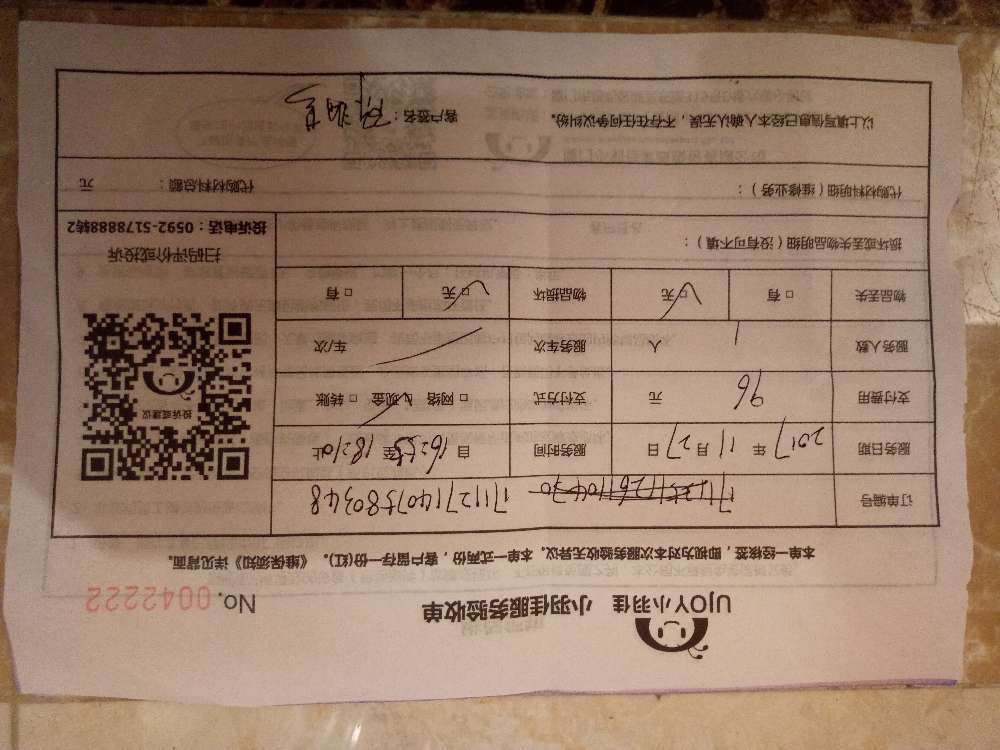 UJOY小羽佳 小羽佳服务验收单 No. 0042222
本单一经核签，即视为对本次服务验收无异议。本单一式两份，客户留存一份(红)。《维保须知》详见背面。
订单编号 171127140758034８
服务日期 2017 年 11 月 27 日 服务时间 自 16:25 至 18:21 止
支付费用 96 元 支付方式 □ 网络 □ 现金 □ 转账
服务人数 1 人 服务车次 车/次
物品丢失 □ 有 □ 无 物品损坏 □ 有 □ 无
损坏或丢失物品明细（没有可不填）：
投诉或建议
扫码评价或投诉
投诉电话：0592-5178888转2
代购材料明细（维修业务）： 代购材料总额： 元
以上填写信息已经本人确认无误，不存在任何争议纠纷。 客户签名：